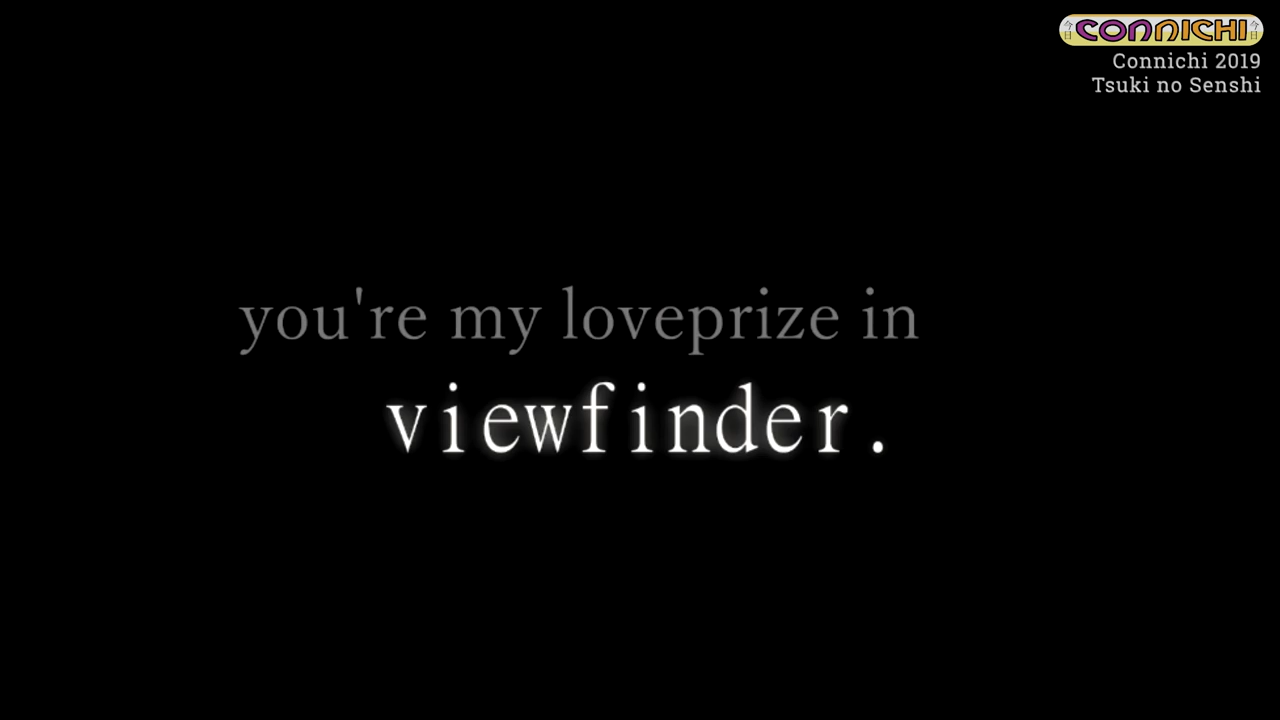 CONNICHI
Connichi 2019
Tsuki no Senshi
you're my loveprize in
viewfinder.